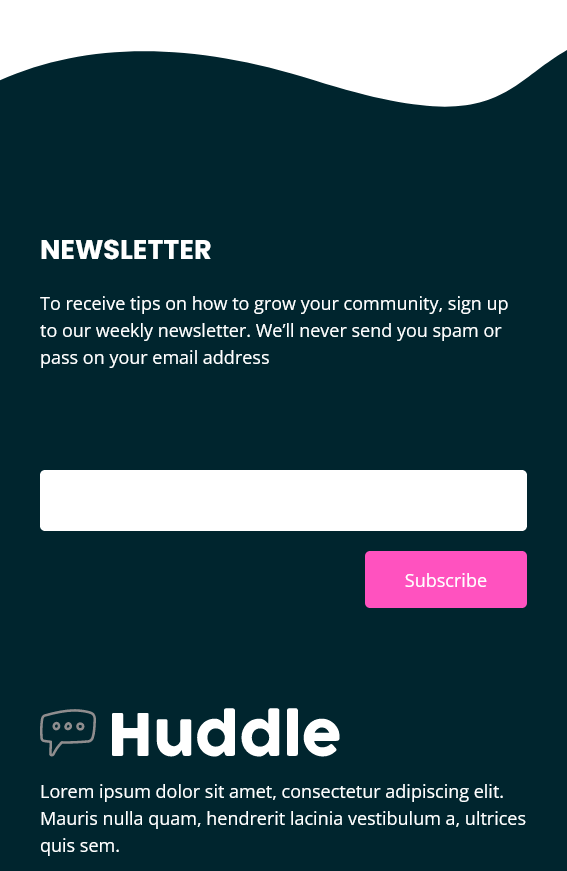 NEWSLETTER
To receive tips on how to grow your community, sign up
to our weekly newsletter. We’ll never send you spam or
pass on your email address
Subscribe
Huddle
Lorem ipsum dolor sit amet, consectetur adipiscing elit.
Mauris nulla quam, hendrerit lacinia vestibulum a, ultrices
quis sem.